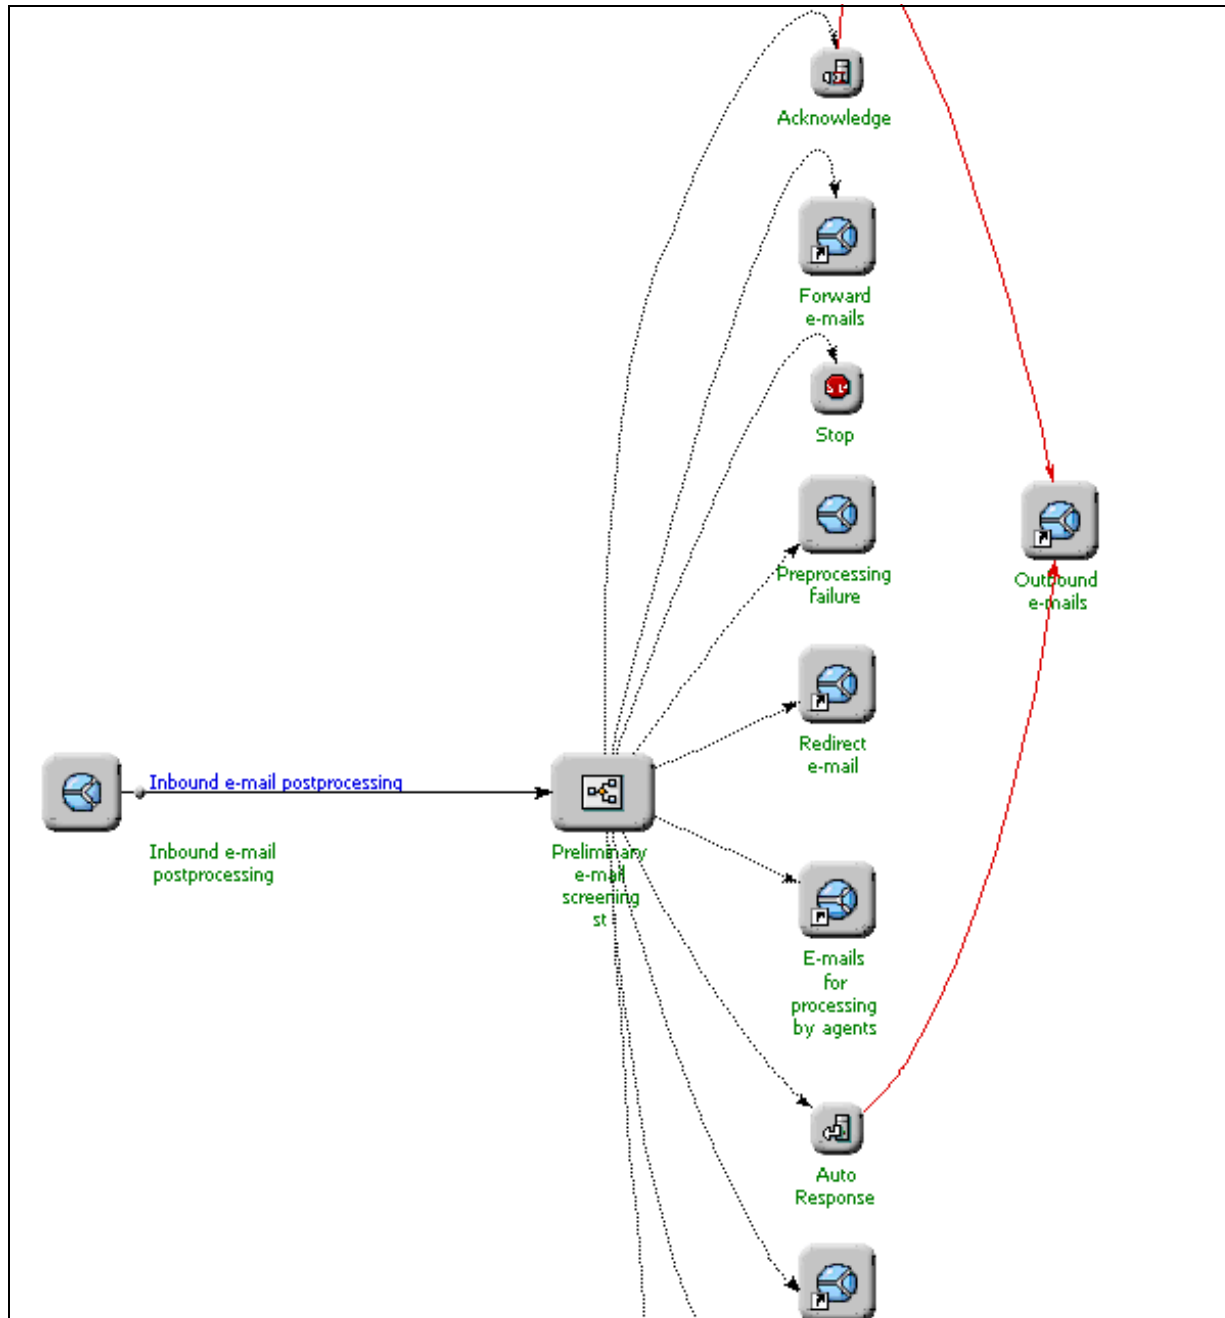 Acknowledge
Forward
e-mails
Stop
Preprocessing
failure
Outbound
e-mails
Redirect
e-mail
Inbound e-mail postprocessing
Inbound e-mail
postprocessing
Preliminary
e-mail
screening
st
E-mails
for
processing
by agents
Auto
Response